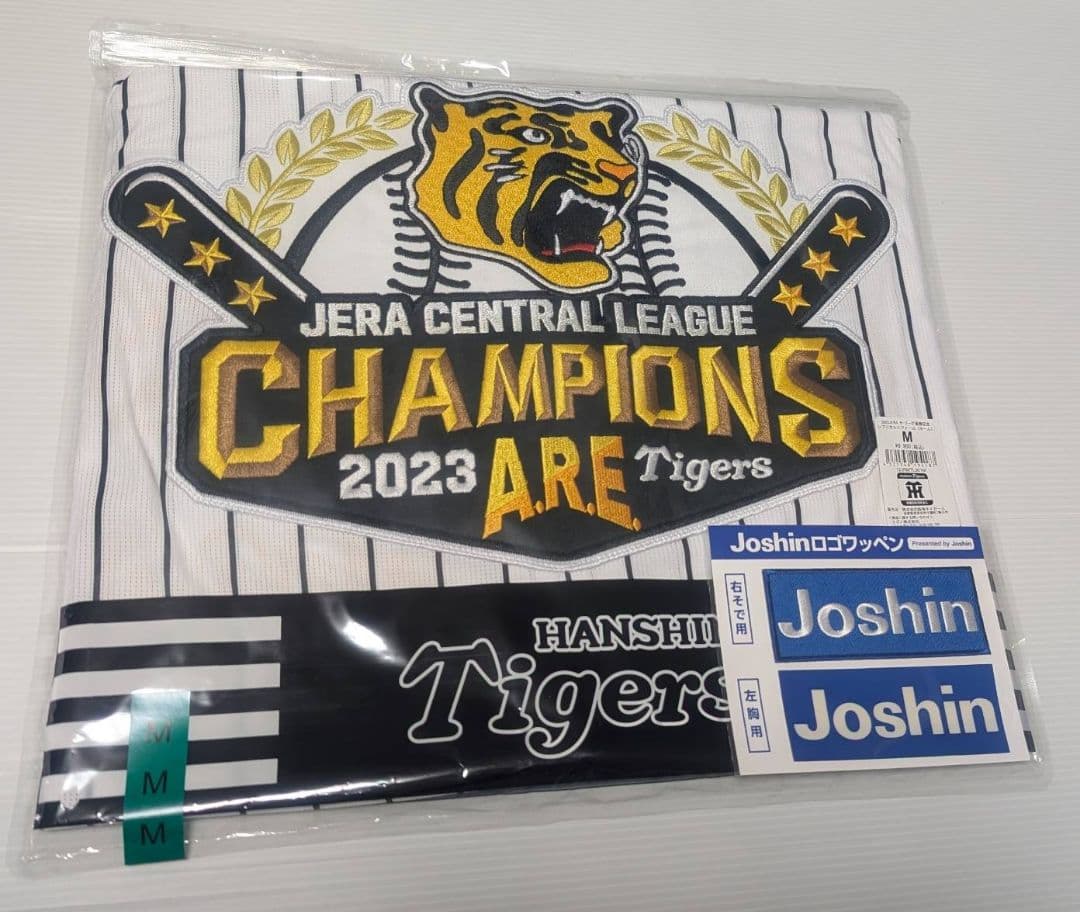 JERA CENTRAL LEAGUE
CHAMPIONS
2023 A.R.E. Tigers
M
Joshinロゴワッペン Presented by Joshin
右そで用
Joshin
左胸用
Joshin
HANSHI
Tigers
M
M
M